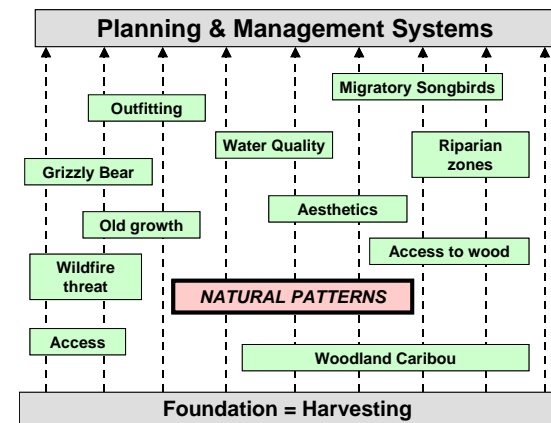 Planning & Management Systems
Migratory Songbirds
Outfitting
Water Quality
Riparian
zones
Grizzly Bear
Aesthetics
Old growth
Access to wood
Wildfire
threat
NATURAL PATTERNS
Access
Woodland Caribou
Foundation = Harvesting